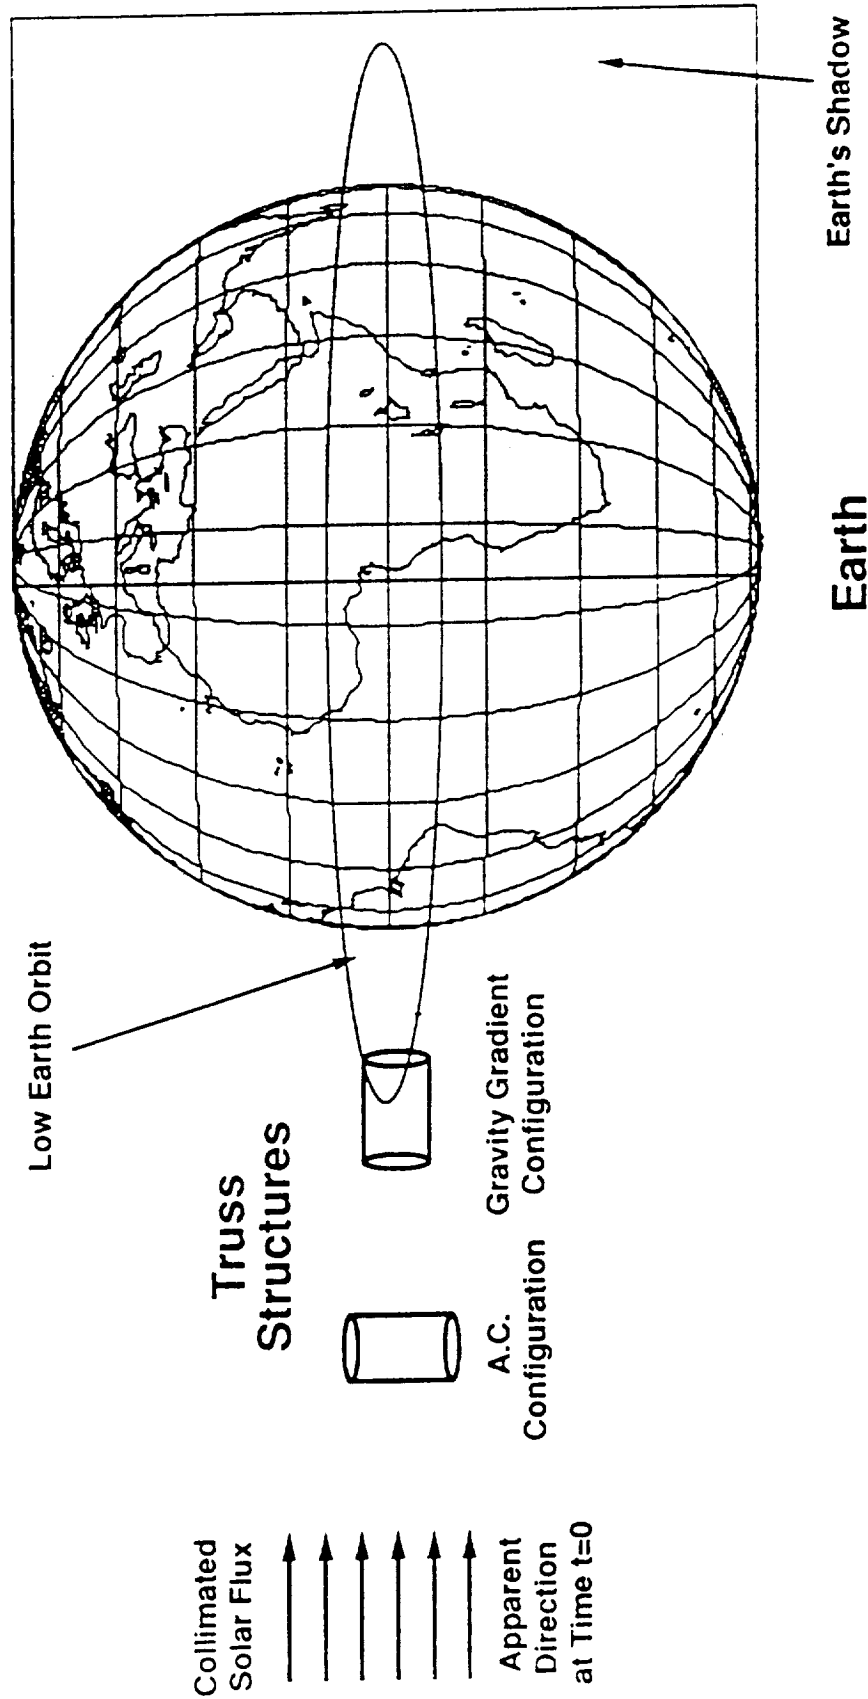 Collimated
Solar Flux
Apparent
Direction
at Time t=0
Truss
Structures
A.C.
Configuration
Gravity Gradient
Configuration
Low Earth Orbit
Earth
Earth's Shadow